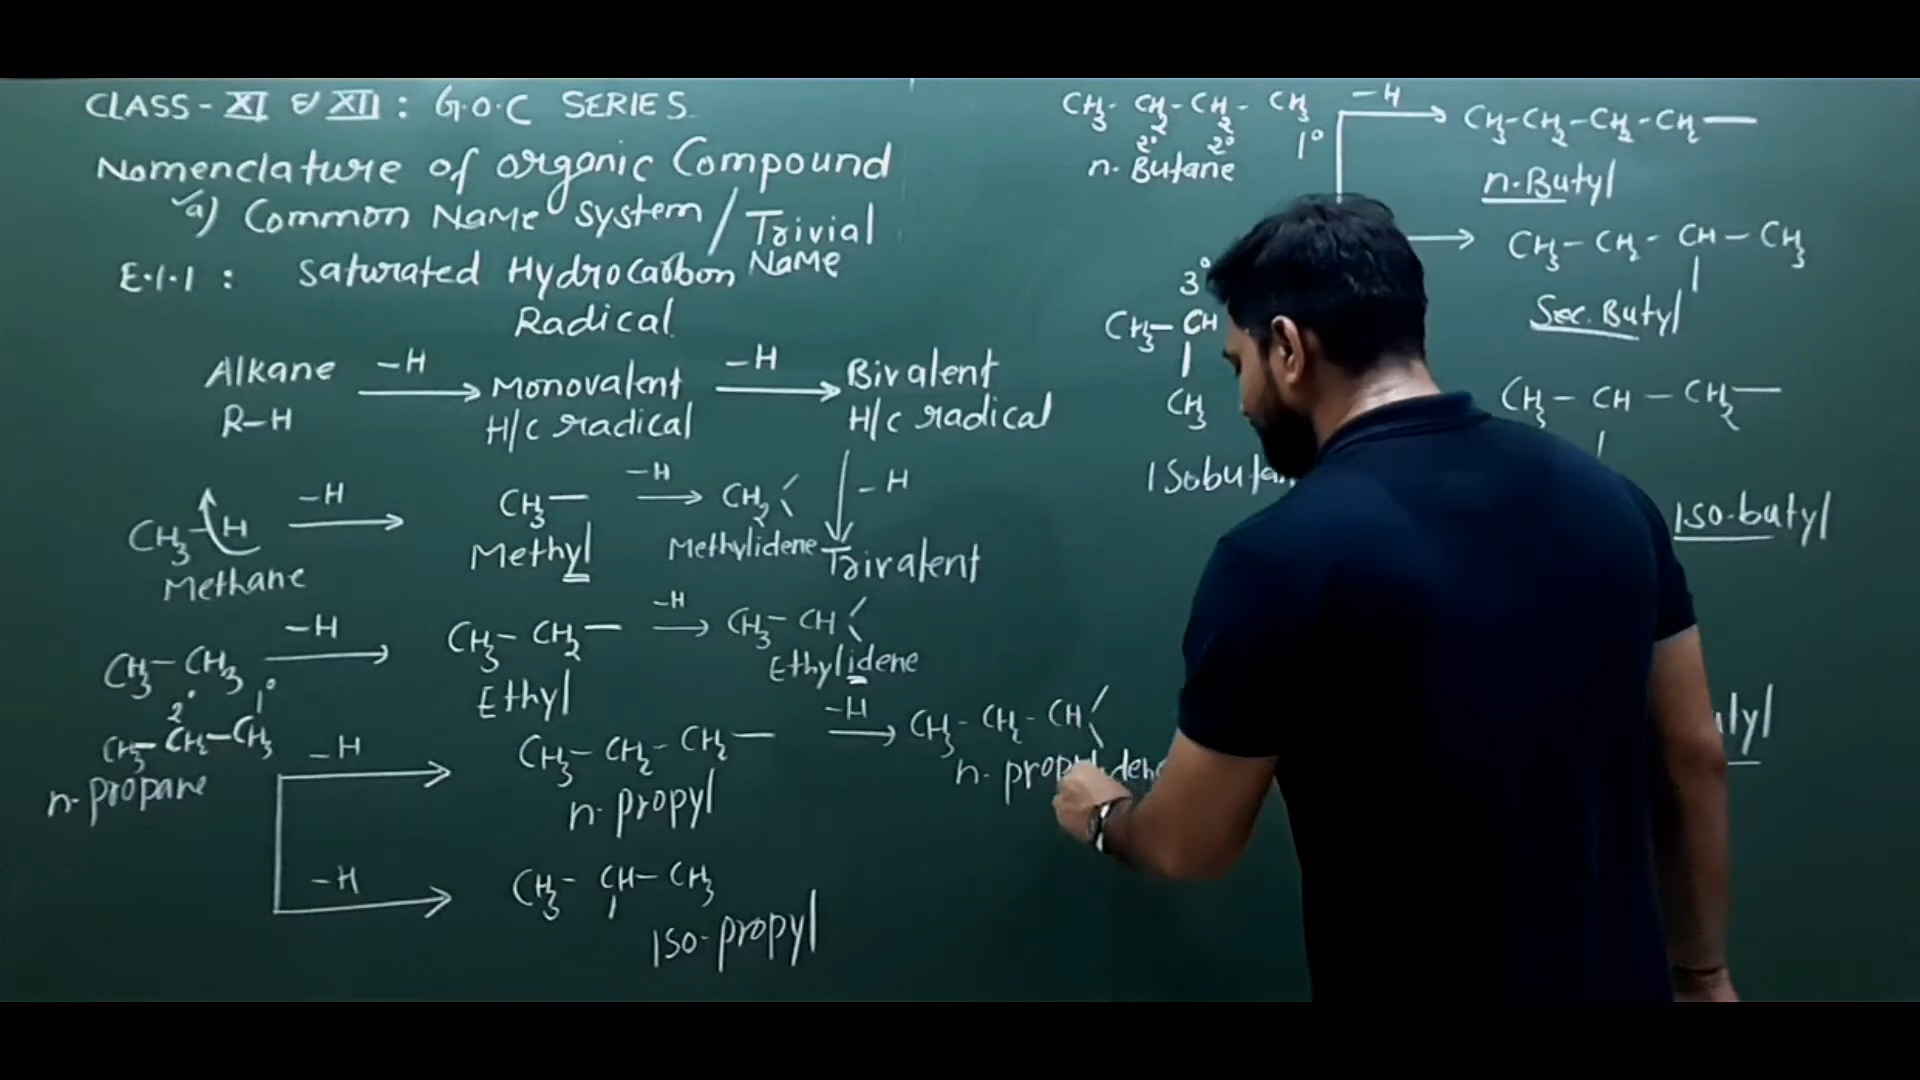 CLASS - XI & XII : G.O.C SERIES.
Nomenclature of organic Compound
a) Common Name System / Trivial Name
E.1.1 : Saturated Hydrocarbon Radical
Alkane -H Monovalent -H Bivalent
R-H H/C radical H/C radical
-H
CH3-H -H CH3- -H CH2
Methane Methyl Methylidene Trivalent
CH3-CH3 -H CH3-CH2- -H CH3-CH
Ethyl Ethylidene
2° 1°
CH3-CH2-CH3 -H CH3-CH2-CH2- -H CH3-CH2-CH
n-propane n-propyl
-H CH3-CH-CH3
Iso-propyl
CH3-CH2-CH2-CH3 -H CH3-CH2-CH2-CH2-
2° 2° 1°
n-Butane n-Butyl
CH3-CH2-CH-CH3
Sec. Butyl
3°
CH3-CH
CH3
CH3-CH-CH2-
Iso-butyl